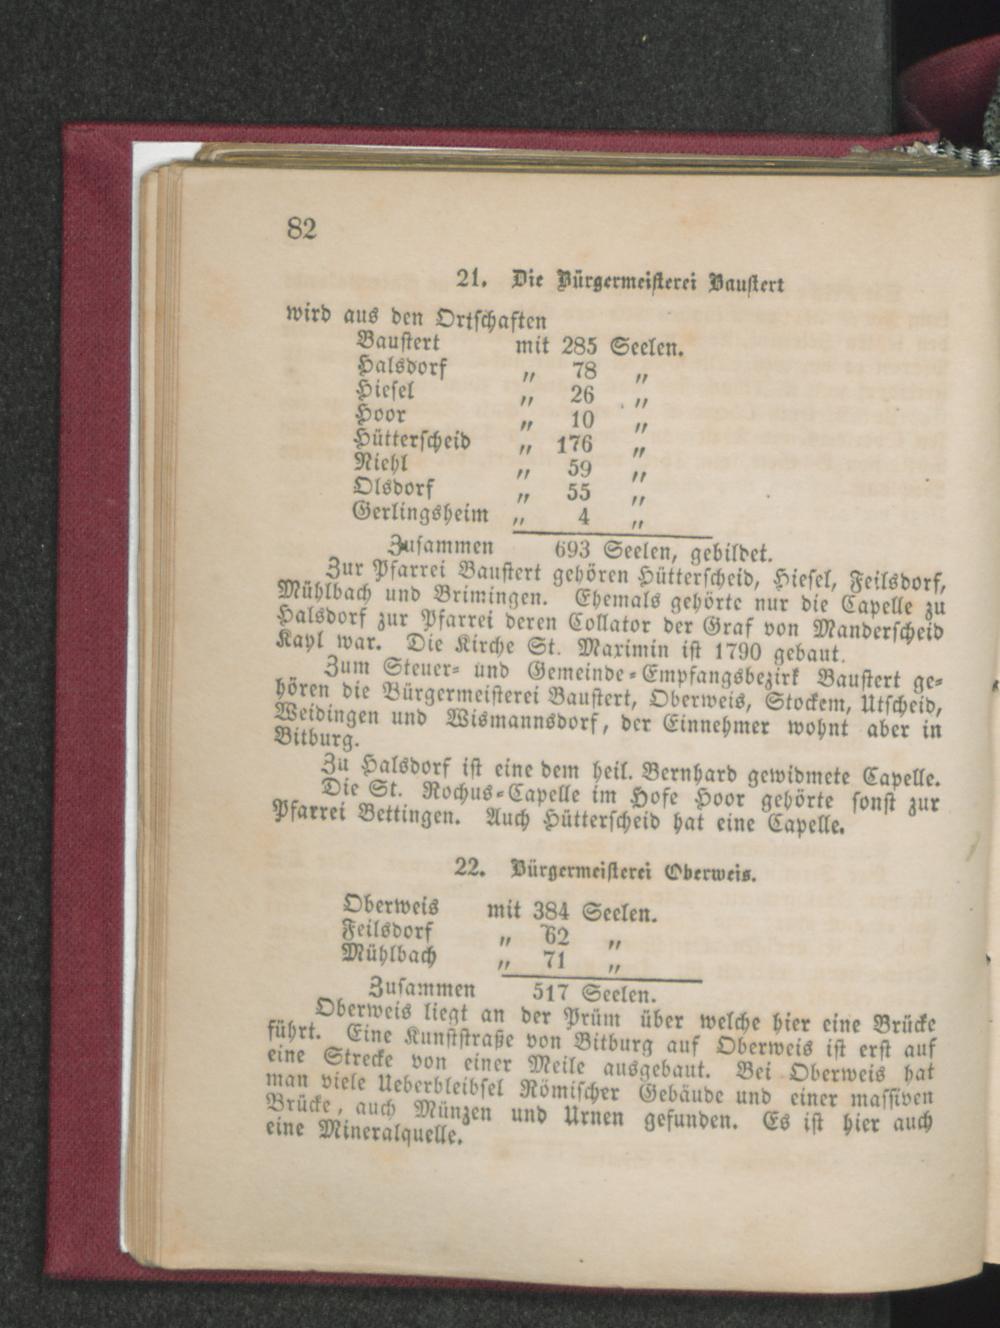 82
21. Die Bürgermeisterei Baustert
wird aus den Ortschaften
Baustert mit 285 Seelen.
Halsdorf „ 78 „
Hiesel „ 26 „
Hoor „ 10 „
Hütterscheid „ 176 „
Niehl „ 59 „
Olsdorf „ 55 „
Gerlingsheim „ 4 „
Zusammen 693 Seelen, gebildet.
Zur Pfarrei Baustert gehören Hütterscheid, Hiesel, Feilsdorf,
Mühlbach und Brimingen. Ehemals gehörte nur die Capelle zu
Halsdorf zur Pfarrei deren Collator der Graf von Manderscheid
Kayl war. Die Kirche St. Maximin ist 1790 gebaut.
Zum Steuer- und Gemeinde-Empfangsbezirk Baustert ge-
hören die Bürgermeisterei Baustert, Oberweis, Stockem, Utscheid,
Weidingen und Wismannsdorf, der Einnehmer wohnt aber in
Bitburg.
Zu Halsdorf ist eine dem heil. Bernhard gewidmete Capelle.
Die St. Rochus-Capelle im Hofe Hoor gehörte sonst zur
Pfarrei Bettingen. Auch Hütterscheid hat eine Capelle.
22. Bürgermeisterei Oberweis.
Oberweis mit 384 Seelen.
Feilsdorf „ 62 „
Mühlbach „ 71 „
Zusammen 517 Seelen.
Oberweis liegt an der Prüm über welche hier eine Brücke
führt. Eine Kunststraße von Bitburg auf Oberweis ist erst auf
eine Strecke von einer Meile ausgebaut. Bei Oberweis hat
man viele Ueberbleibsel Römischer Gebäude und einer massiven
Brücke, auch Münzen und Urnen gefunden. Es ist hier auch
eine Mineralquelle.